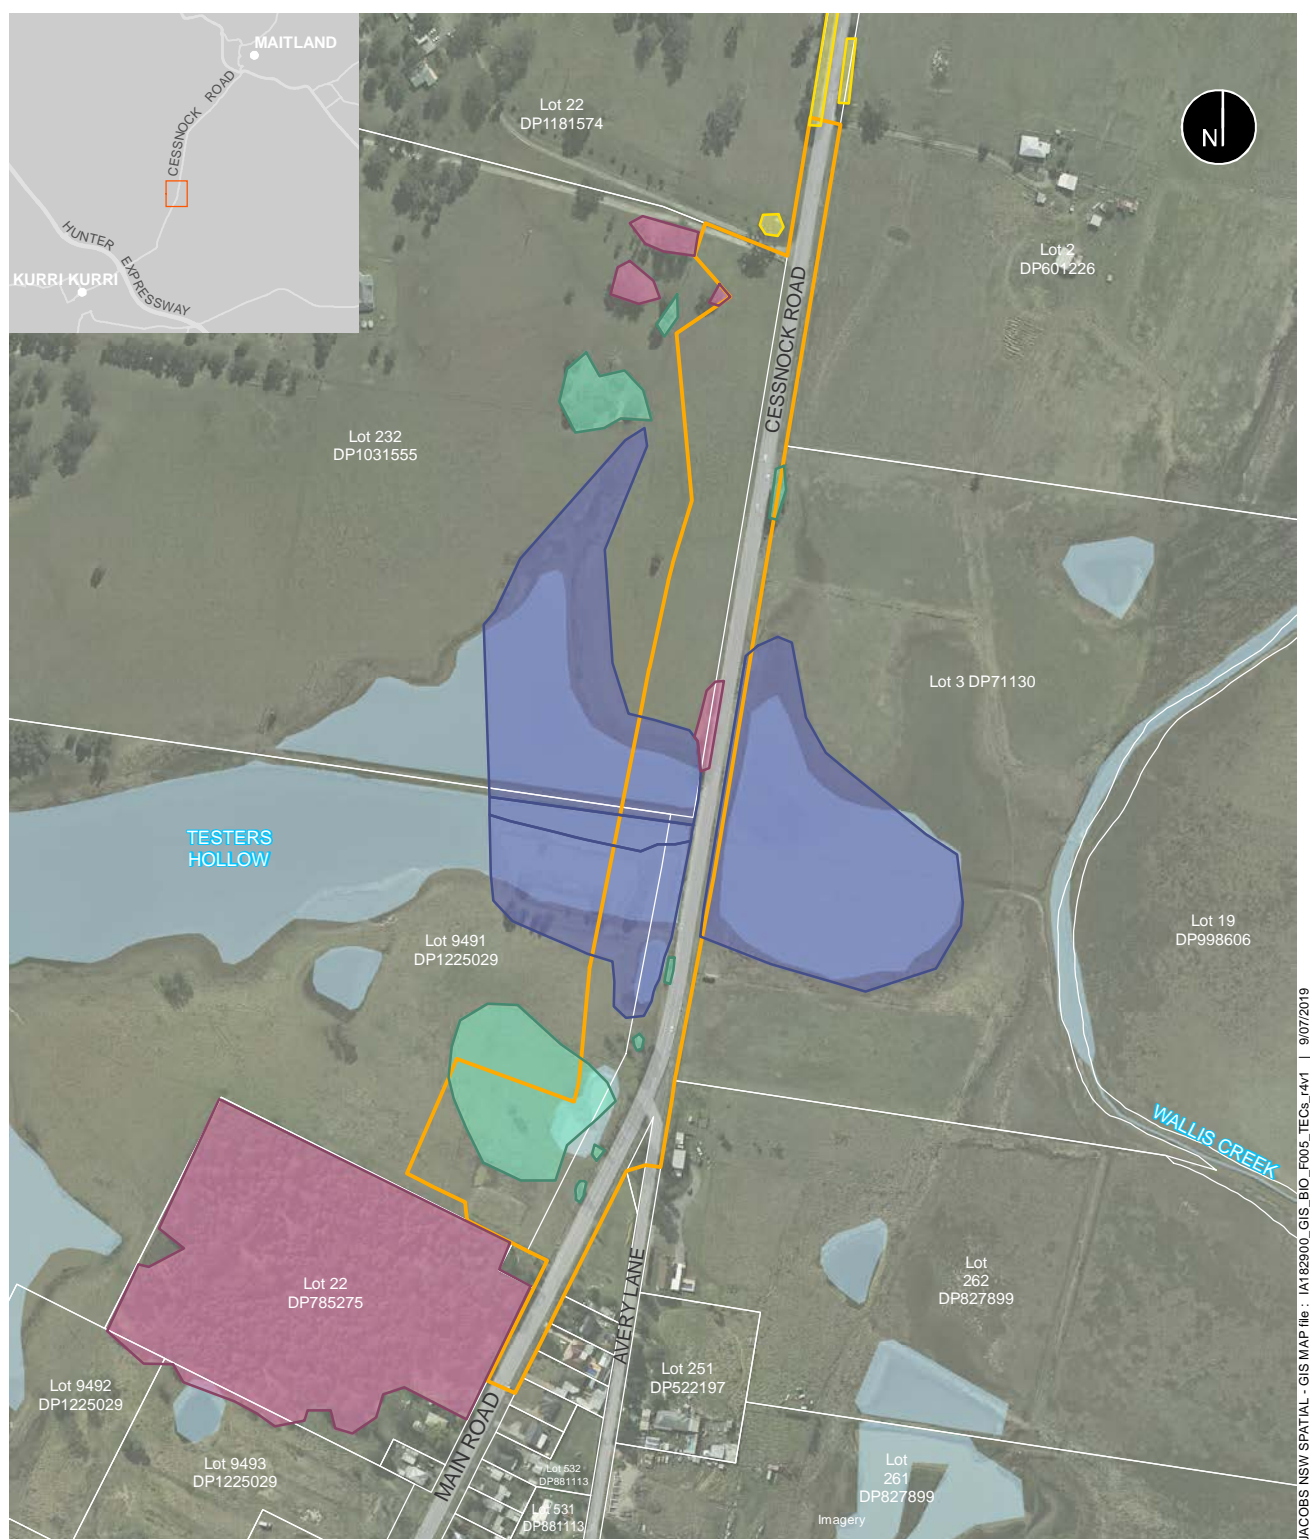 MAITLAND
CESSNOCK ROAD
HUNTER EXPRESSWAY
KURRI KURRI
Lot 22
DP1181574
N
Lot 2
DP601226
CESSNOCK ROAD
Lot 232
DP1031555
Lot 3 DP71130
TESTERS
HOLLOW
Lot 19
DP998606
Lot 9491
DP1225029
WALLIS CREEK
Lot 22
DP785275
Lot
262
DP827899
AVERY LANE
Lot 251
DP522197
Lot 9492
DP1225029
MAIN ROAD
Lot 9493
DP1225029
Lot 532
DP881113
Lot 531
DP881113
Lot
261
DP827899
Imagery
JACOBS NSW SPATIAL - GIS MAP file : IA182900_GIS_BIO_F005_TECs_r4v1 | 9/07/2019